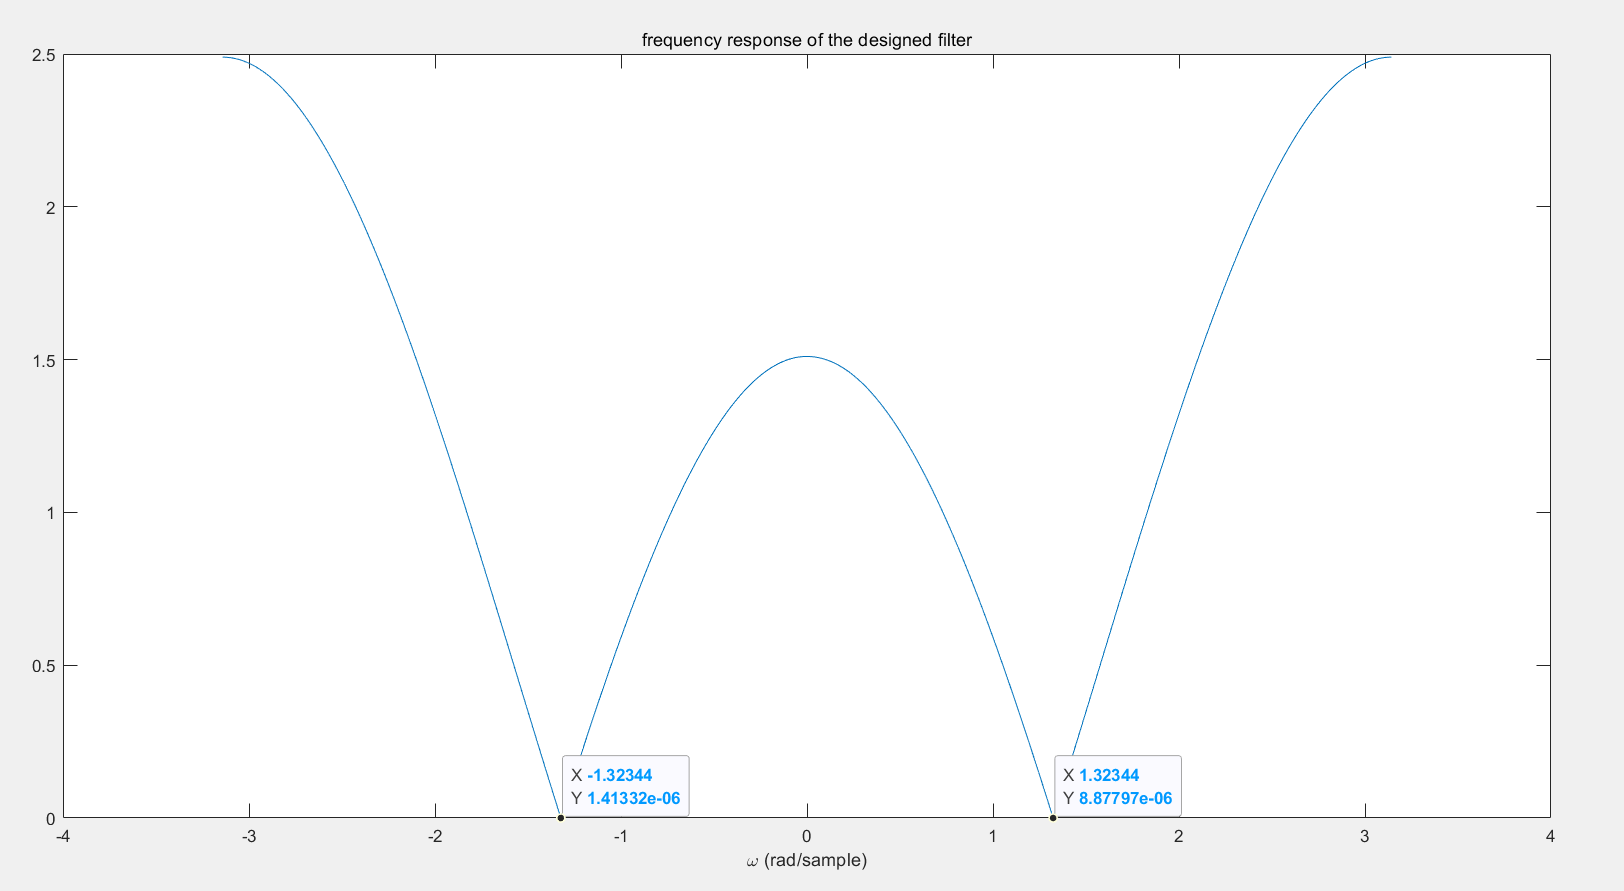 frequency response of the designed filter
2.5
2
1.5
1
0.5
0
X -1.32344
Y 1.41332e-06
X 1.32344
Y 8.87797e-06
-4 -3 -2 -1 0 1 2 3 4
ω (rad/sample)